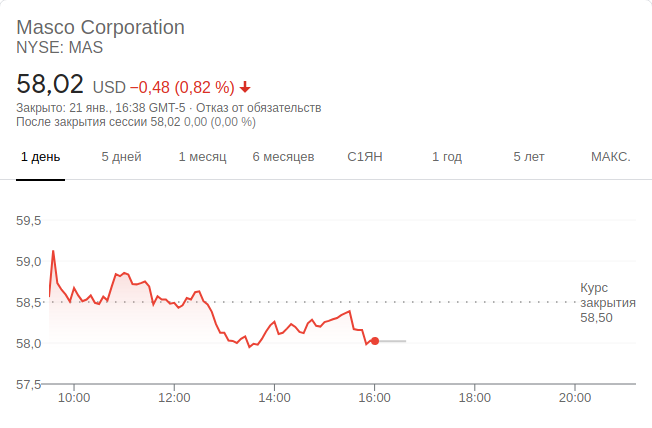 Masco Corporation
NYSE: MAS
58,02 USD −0,48 (0,82 %)
Закрыто: 21 янв., 16:38 GMT-5 · Отказ от обязательств
После закрытия сессии 58,02 0,00 (0,00 %)
1 день 5 дней 1 месяц 6 месяцев С1ЯН 1 год 5 лет МАКС.
59,5
59,0
58,5
58,0
57,5
Курс
закрытия
58,50
10:00 12:00 14:00 16:00 18:00 20:00